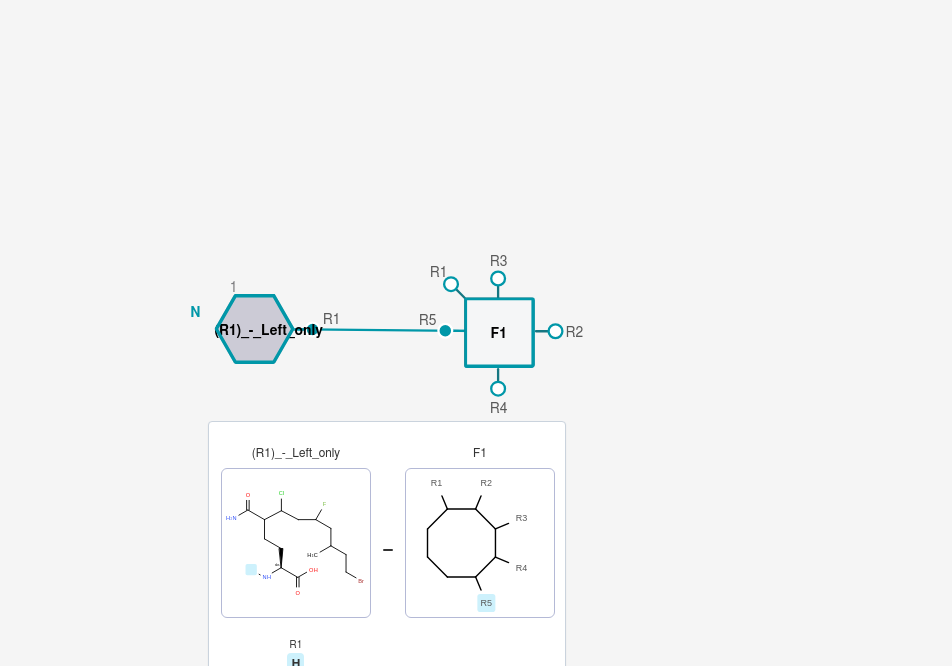 R3
R1
1
N
(R1)_-_Left_only
R1
R5
F1
R2
R4
(R1)_-_Left_only
F1
R1
R2
Cl
O
F
H₂N
R3
H₃C
R4
NH
OH
Br
O
R5
R1
H